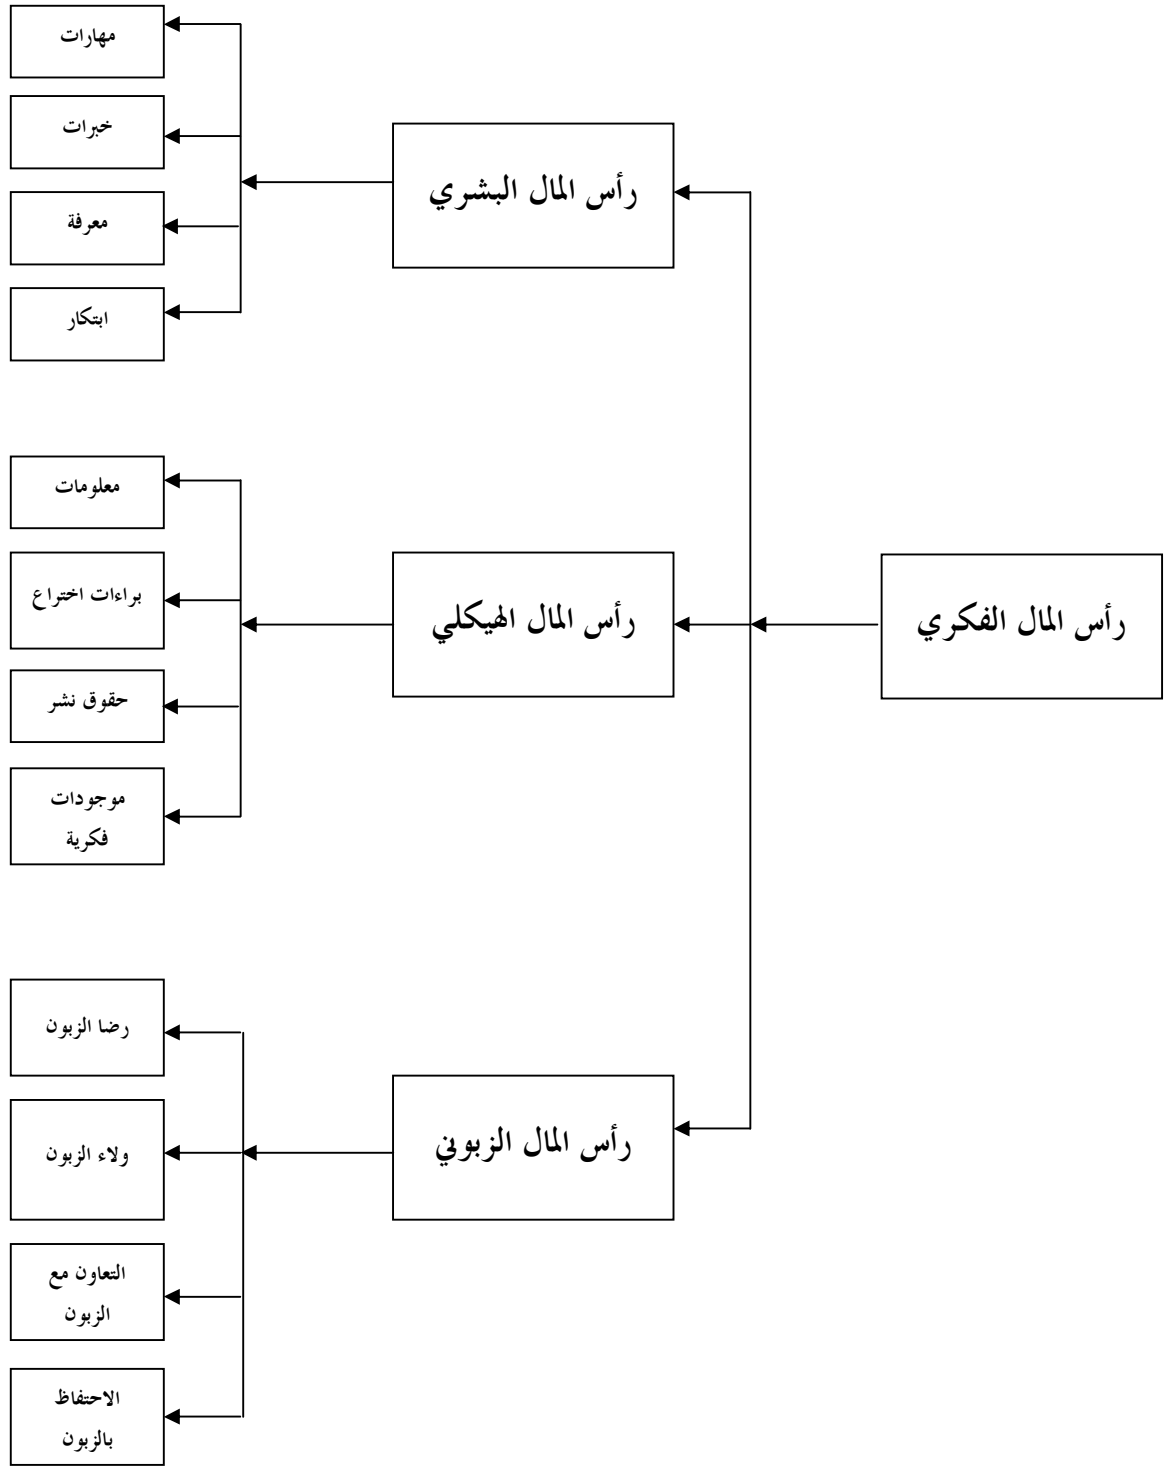 رأس المال الفكري
رأس المال البشري
مهارات
خبرات
معرفة
ابتكار
رأس المال الهيكلي
معلومات
براءات اختراع
حقوق نشر
موجودات
فكرية
رأس المال الزبوني
رضا الزبون
ولاء الزبون
التعاون مع
الزبون
الاحتفاظ
بالزبون